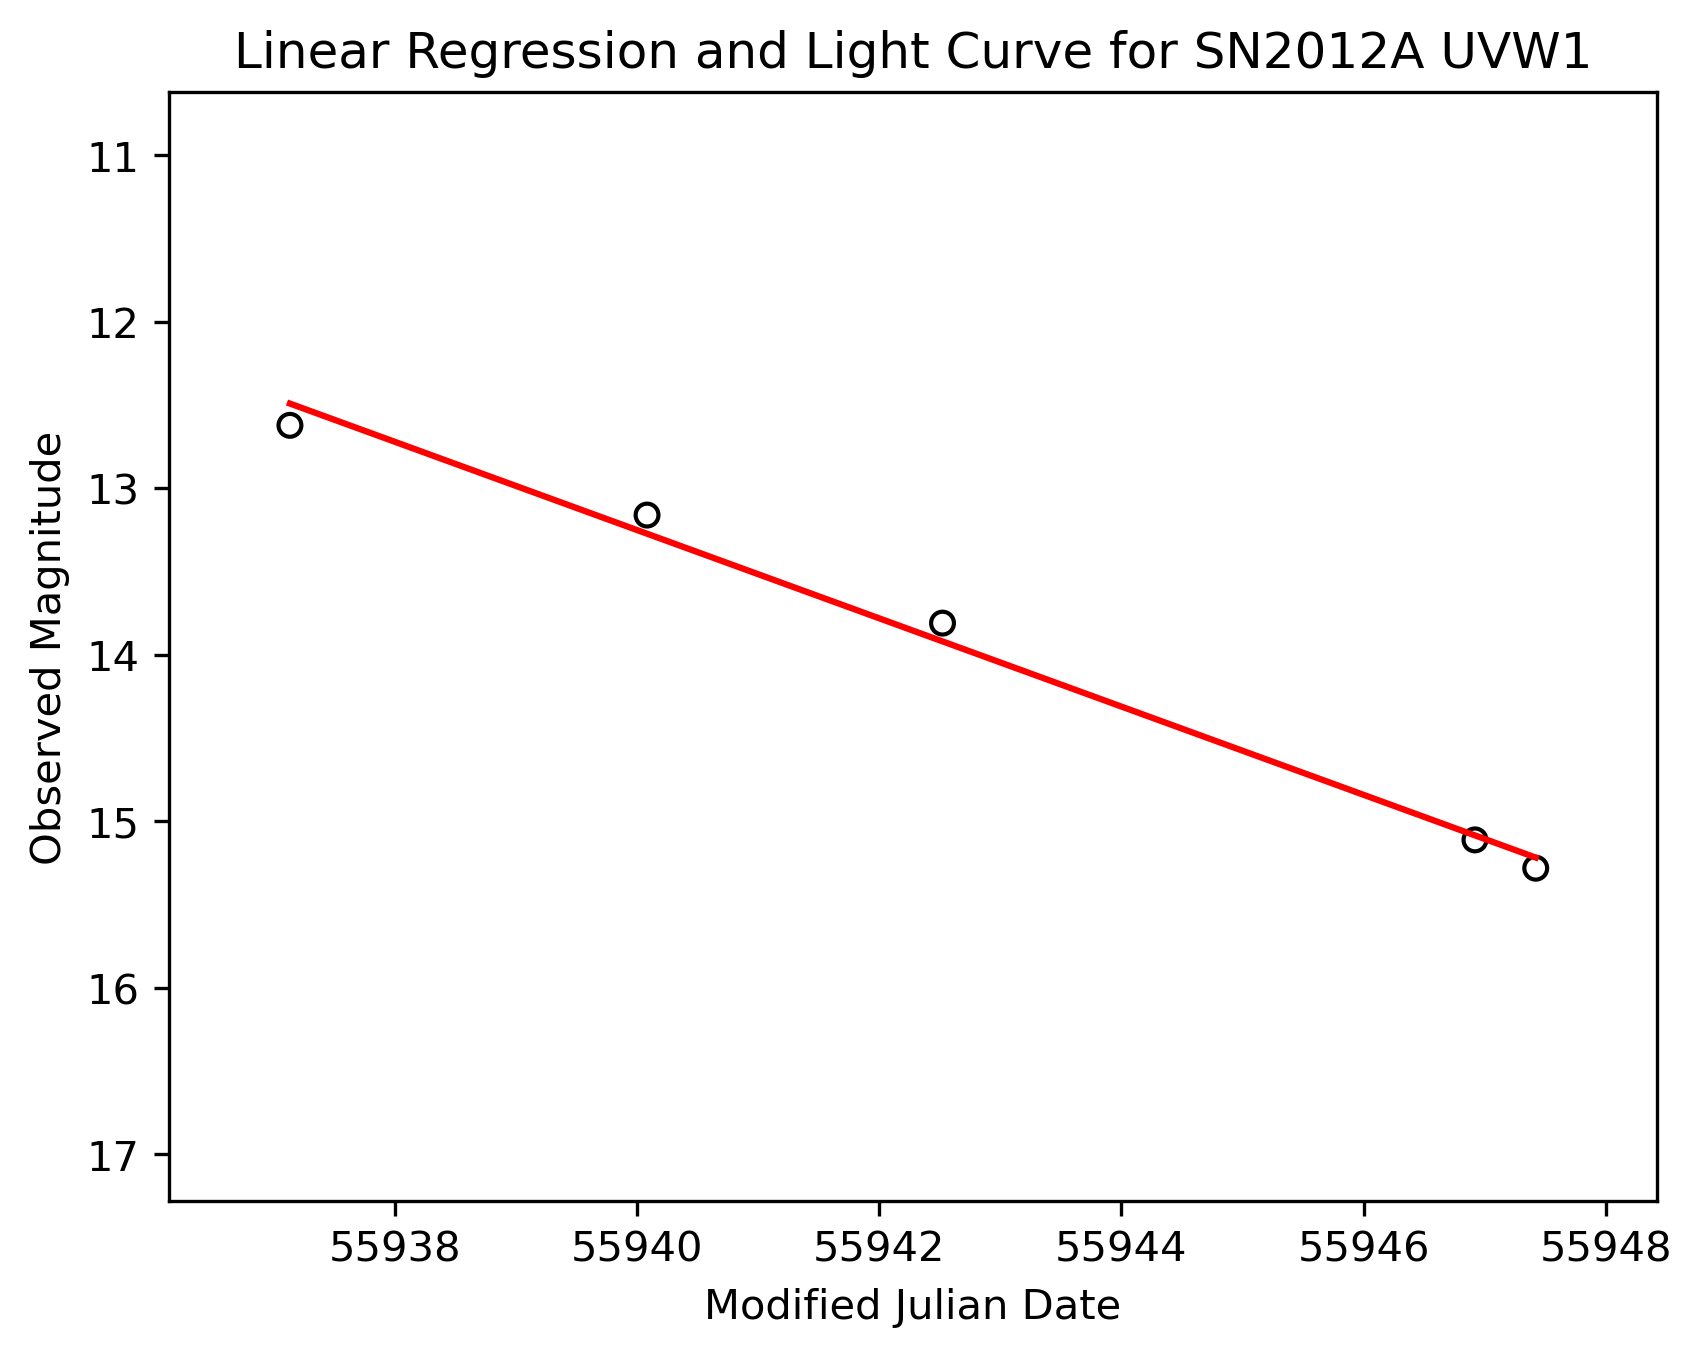 Linear Regression and Light Curve for SN2012A UVW1
11
12
13
14
15
16
17
Observed Magnitude
55938 55940 55942 55944 55946 55948
Modified Julian Date